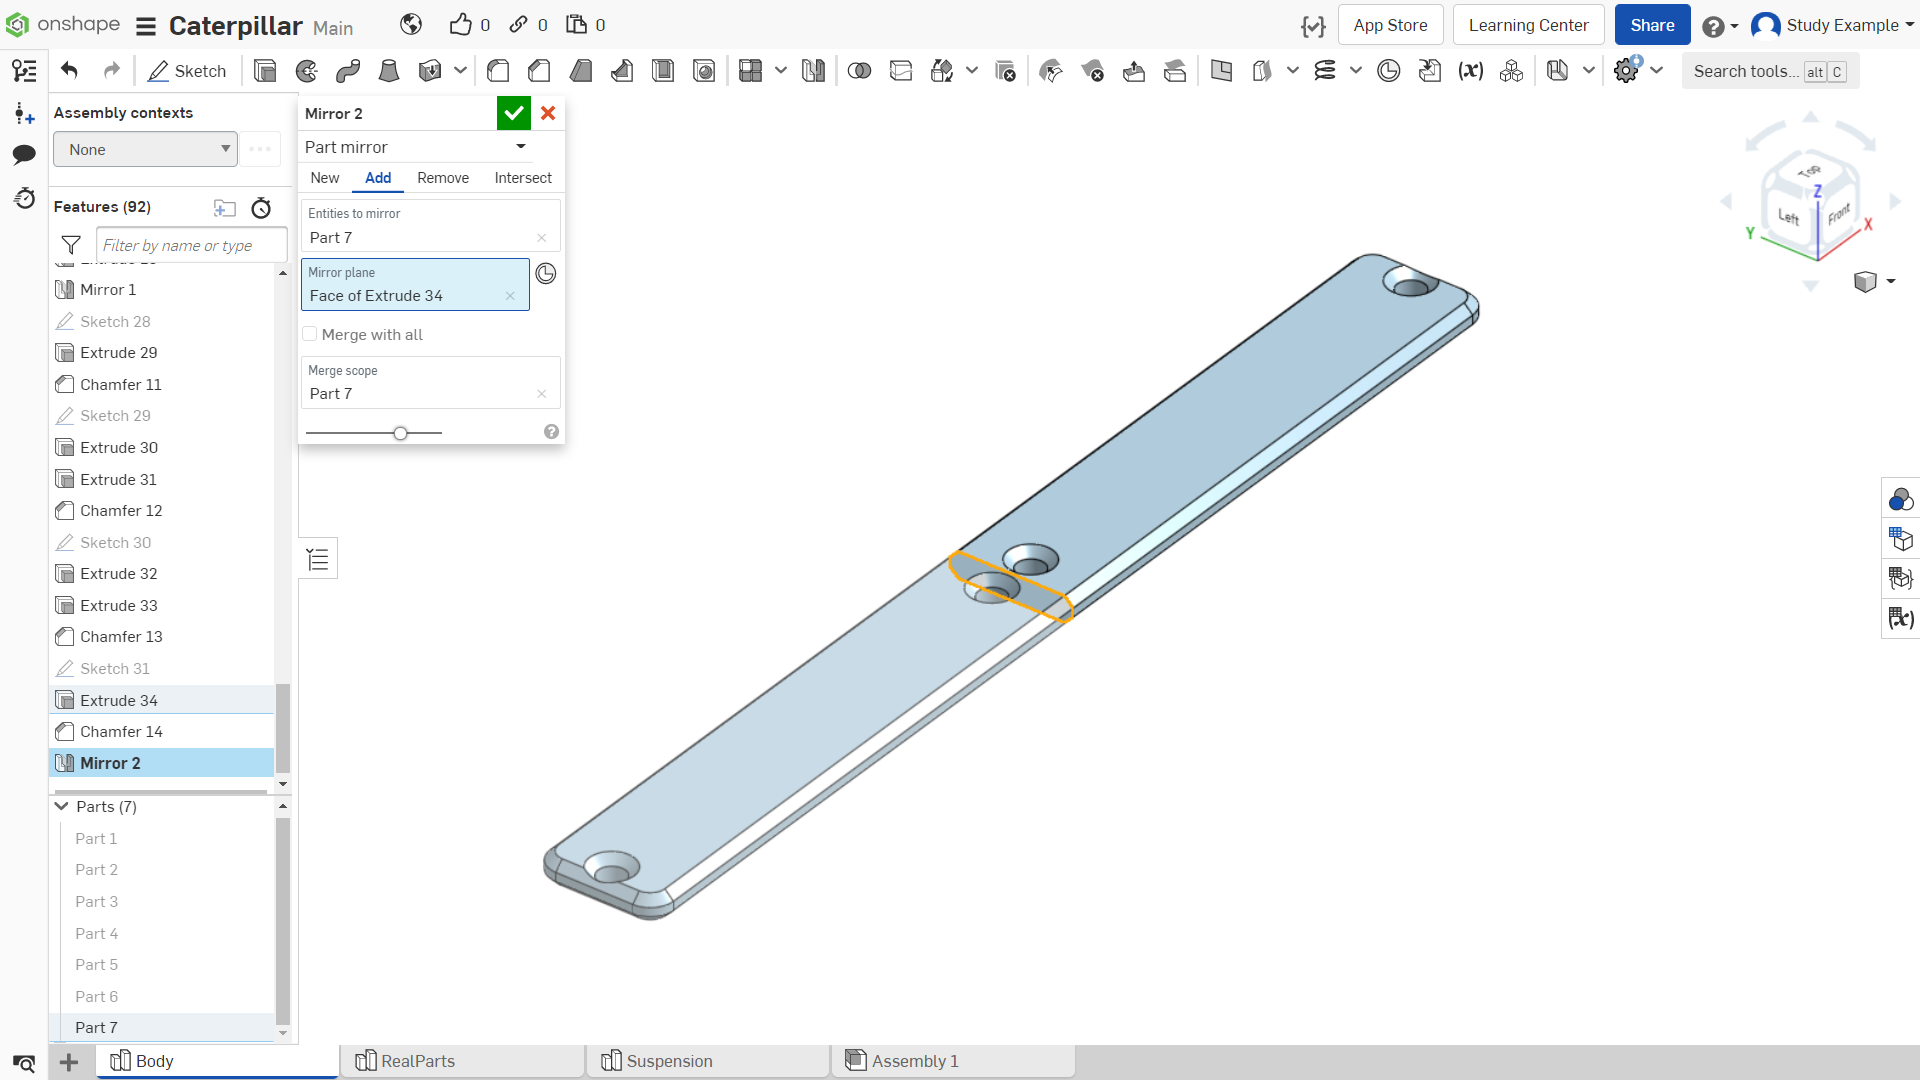 onshape
Caterpillar Main
0
0
0
App Store
Learning Center
Share
Study Example
Sketch
Search tools... alt C
Assembly contexts
None
Features (92)
Filter by name or type
Mirror 1
Sketch 28
Extrude 29
Chamfer 11
Sketch 29
Extrude 30
Extrude 31
Chamfer 12
Sketch 30
Extrude 32
Extrude 33
Chamfer 13
Sketch 31
Extrude 34
Chamfer 14
Mirror 2
Parts (7)
Part 1
Part 2
Part 3
Part 4
Part 5
Part 6
Part 7
Mirror 2
Part mirror
New Add Remove Intersect
Entities to mirror
Part 7
Mirror plane
Face of Extrude 34
Merge with all
Merge scope
Part 7
Top
Z
Left
Front
X
Y
Body
RealParts
Suspension
Assembly 1